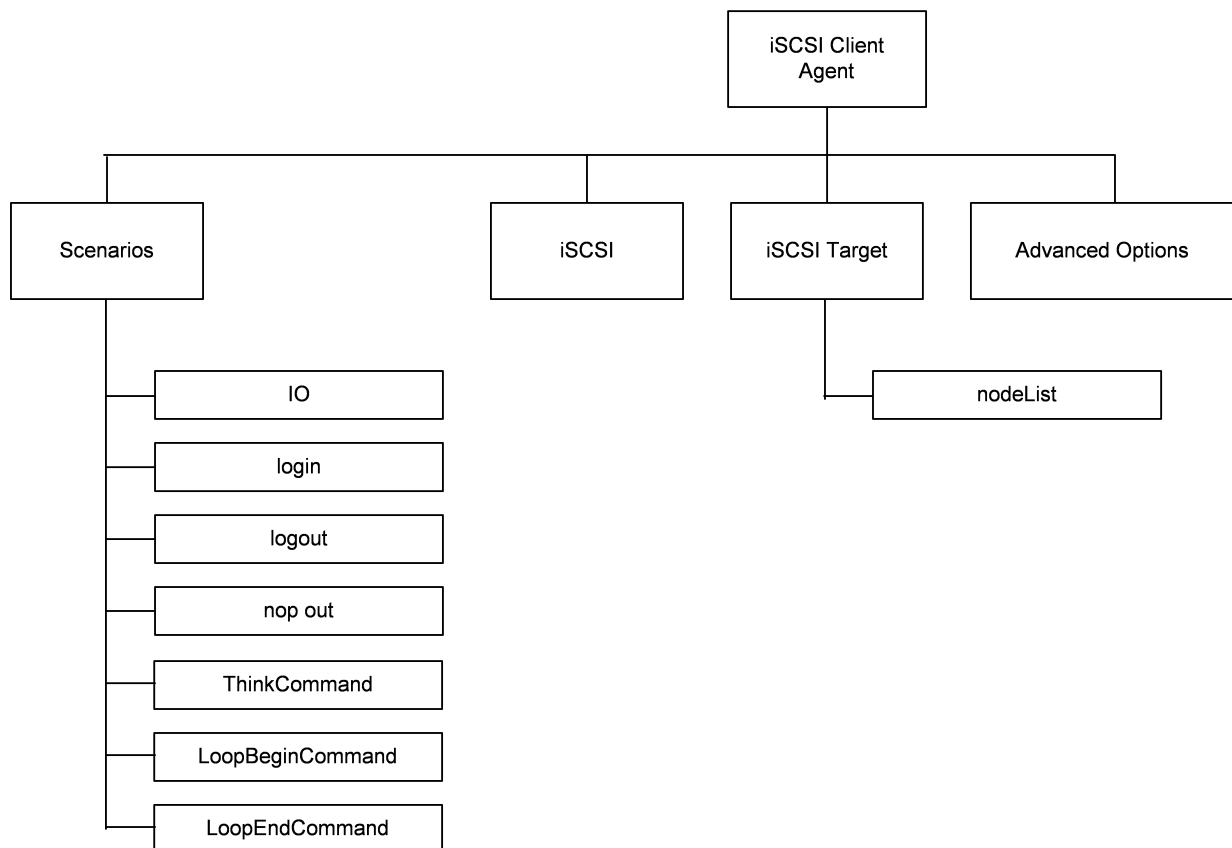 iSCSI Client
Agent
Scenarios
iSCSI
iSCSI Target
Advanced Options
IO
nodeList
login
logout
nop out
ThinkCommand
LoopBeginCommand
LoopEndCommand